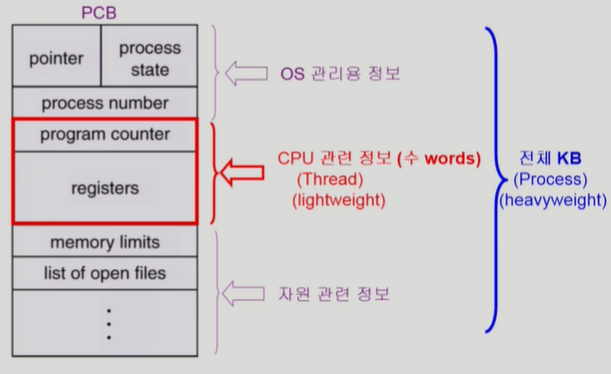 PCB
pointer
process
state
process number
program counter
registers
memory limits
list of open files
OS 관리용 정보
CPU 관련 정보 (수 words)
(Thread)
(lightweight)
자원 관련 정보
전체 KB
(Process)
(heavyweight)